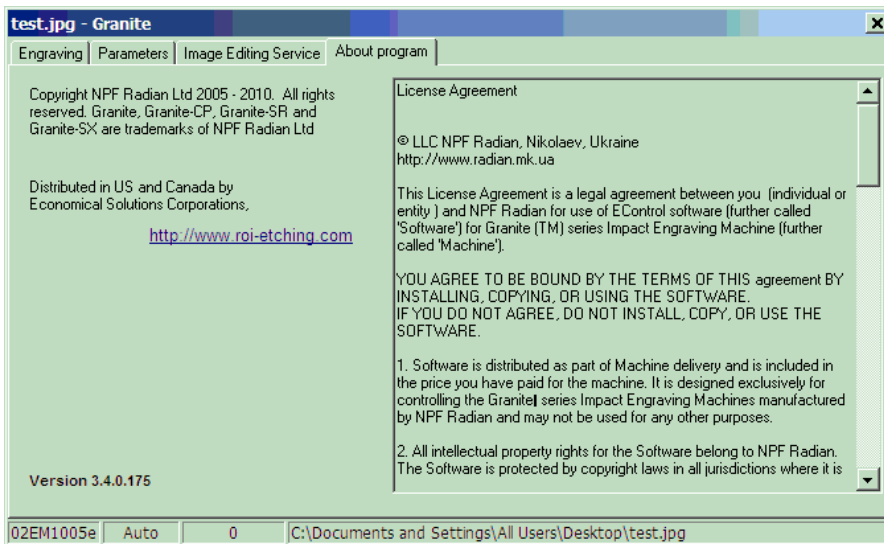 test.jpg - Granite
Engraving
Parameters
Image Editing Service
About program
Copyright NPF Radian Ltd 2005 - 2010. All rights
reserved. Granite, Granite-CP, Granite-SR and
Granite-SX are trademarks of NPF Radian Ltd
Distributed in US and Canada by
Economical Solutions Corporations,
http://www.roi-etching.com
Version 3.4.0.175
License Agreement
© LLC NPF Radian, Nikolaev, Ukraine
http://www.radian.mk.ua
This License Agreement is a legal agreement between you (individual or
entity ) and NPF Radian for use of EControl software (further called
'Software') for Granite (TM) series Impact Engraving Machine (further
called 'Machine').
YOU AGREE TO BE BOUND BY THE TERMS OF THIS agreement BY
INSTALLING, COPYING, OR USING THE SOFTWARE.
IF YOU DO NOT AGREE, DO NOT INSTALL, COPY, OR USE THE
SOFTWARE.
1. Software is distributed as part of Machine delivery and is included in
the price you have paid for the machine. It is designed exclusively for
controlling the Granite series Impact Engraving Machines manufactured
by NPF Radian and may not be used for any other purposes.
2. All intellectual property rights for the Software belong to NPF Radian.
The Software is protected by copyright laws in all jurisdictions where it is
02EM1005e
Auto
0
C:\Documents and Settings\All Users\Desktop\test.jpg